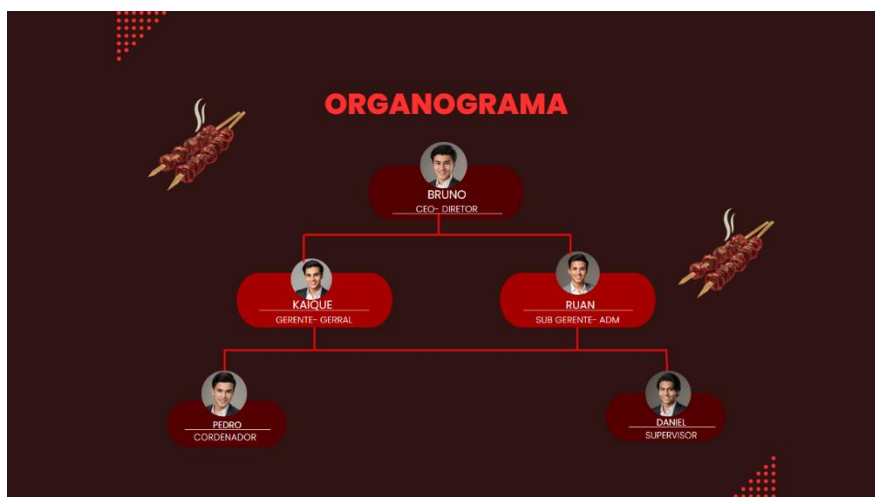 ORGANOGRAMA
BRUNO
CEO- DIRETOR
KAIQUE
GERENTE- GERRAL
RUAN
SUB GERENTE- ADM
PEDRO
CORDENADOR
DANIEL
SUPERVISOR